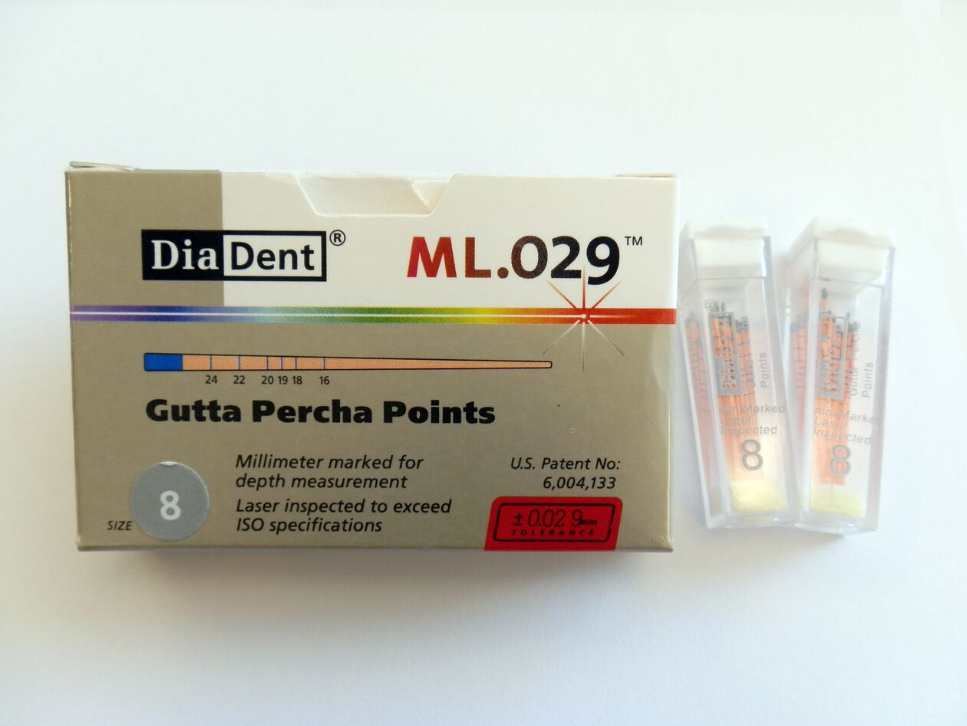 DiaDent®
ML.029™
24 22 20 19 18 16
Gutta Percha Points
Millimeter marked for
depth measurement
Laser inspected to exceed
ISO specifications
SIZE
8
U.S. Patent No:
6,004,133
±0.029mm
TOLERANCE
Points
Marked
Inspected
8
Points
mm Marked
Laser
Inspected
8